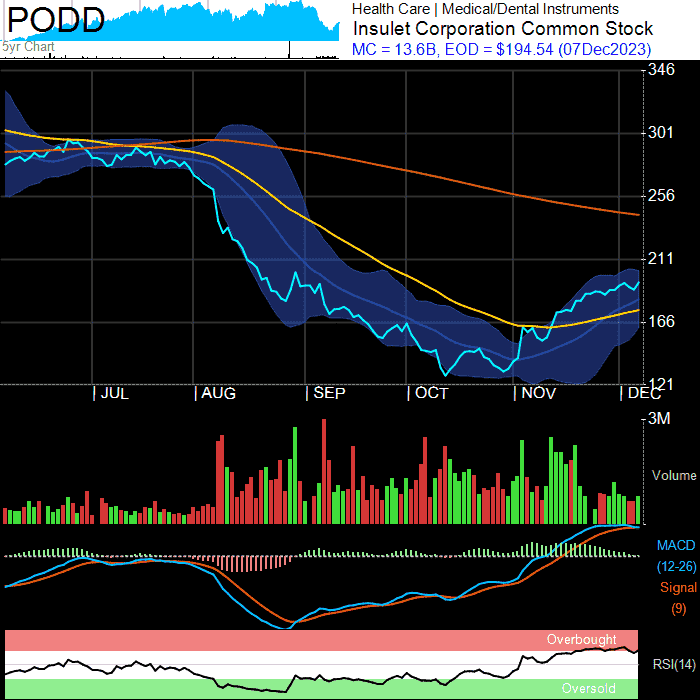 PODD
5yr Chart
Health Care | Medical/Dental Instruments
Insulet Corporation Common Stock
MC = 13.6B, EOD = $194.54 (07Dec2023)
346
301
256
211
166
121
| JUL | AUG | SEP | OCT | NOV | DEC
3M
Volume
MACD
(12-26)
Signal
(9)
Overbought
RSI(14)
Oversold